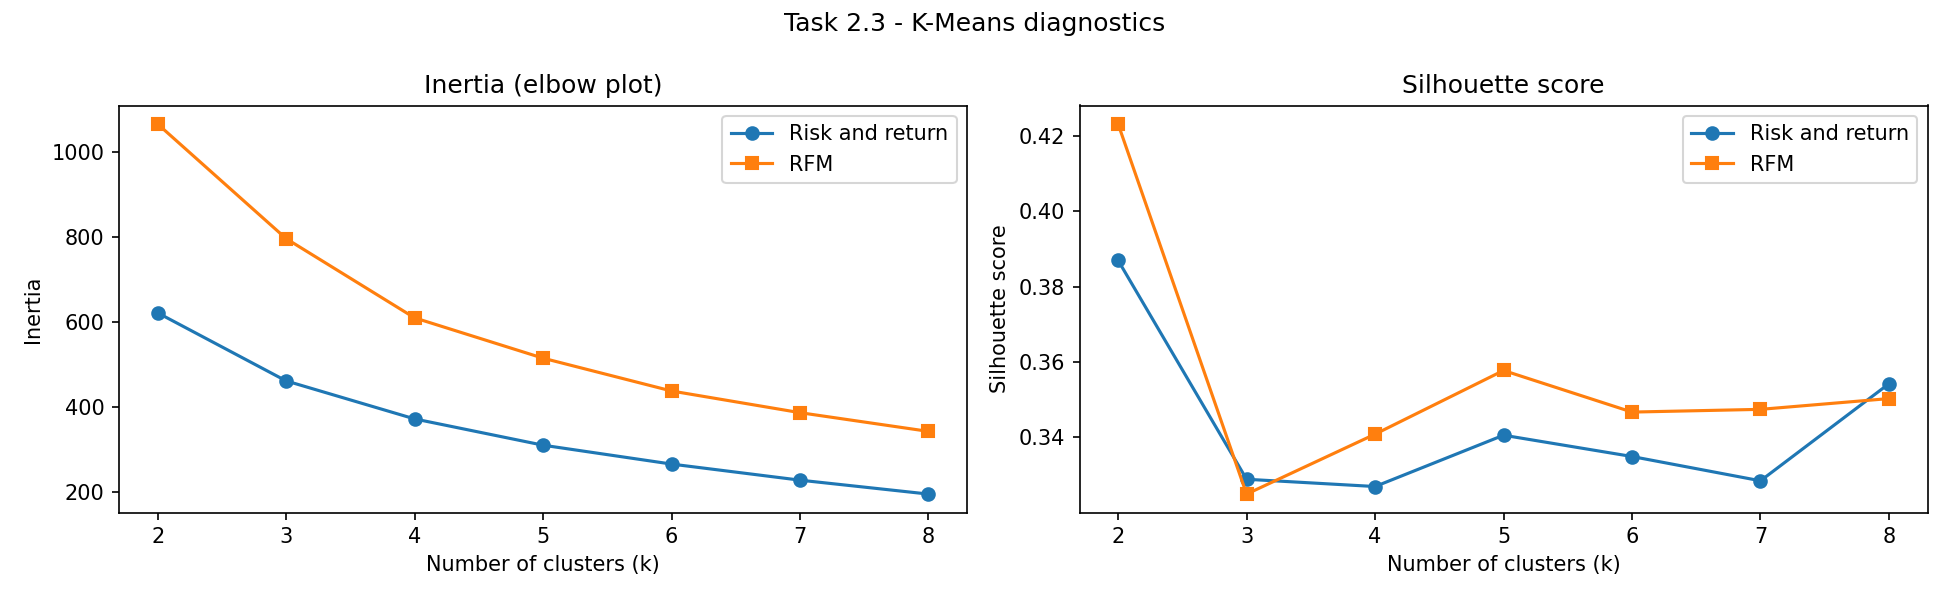 Task 2.3 - K-Means diagnostics
Inertia (elbow plot)
Inertia
1000
800
600
400
200
2 3 4 5 6 7 8
Number of clusters (k)
Risk and return
RFM
Silhouette score
Silhouette score
0.42
0.40
0.38
0.36
0.34
2 3 4 5 6 7 8
Number of clusters (k)
Risk and return
RFM